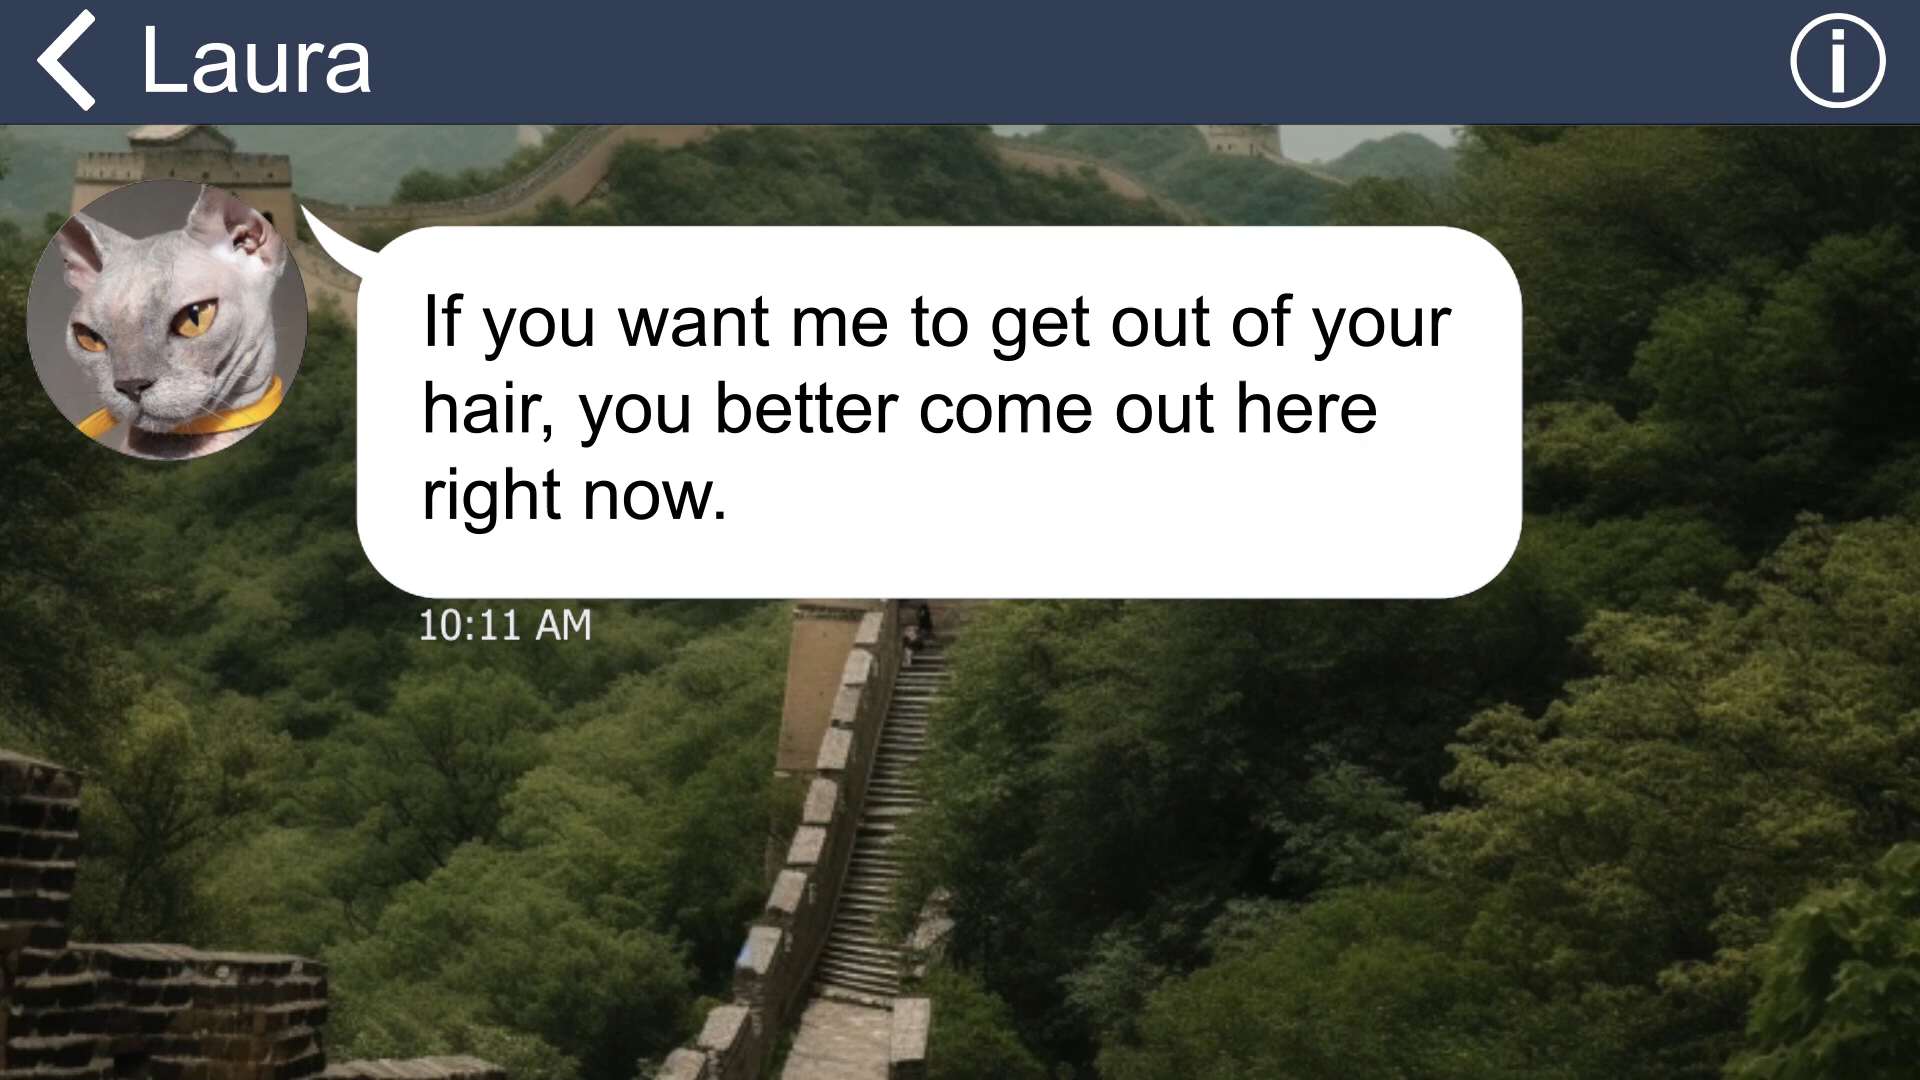 Laura
If you want me to get out of your
hair, you better come out here
right now.
10:11 AM